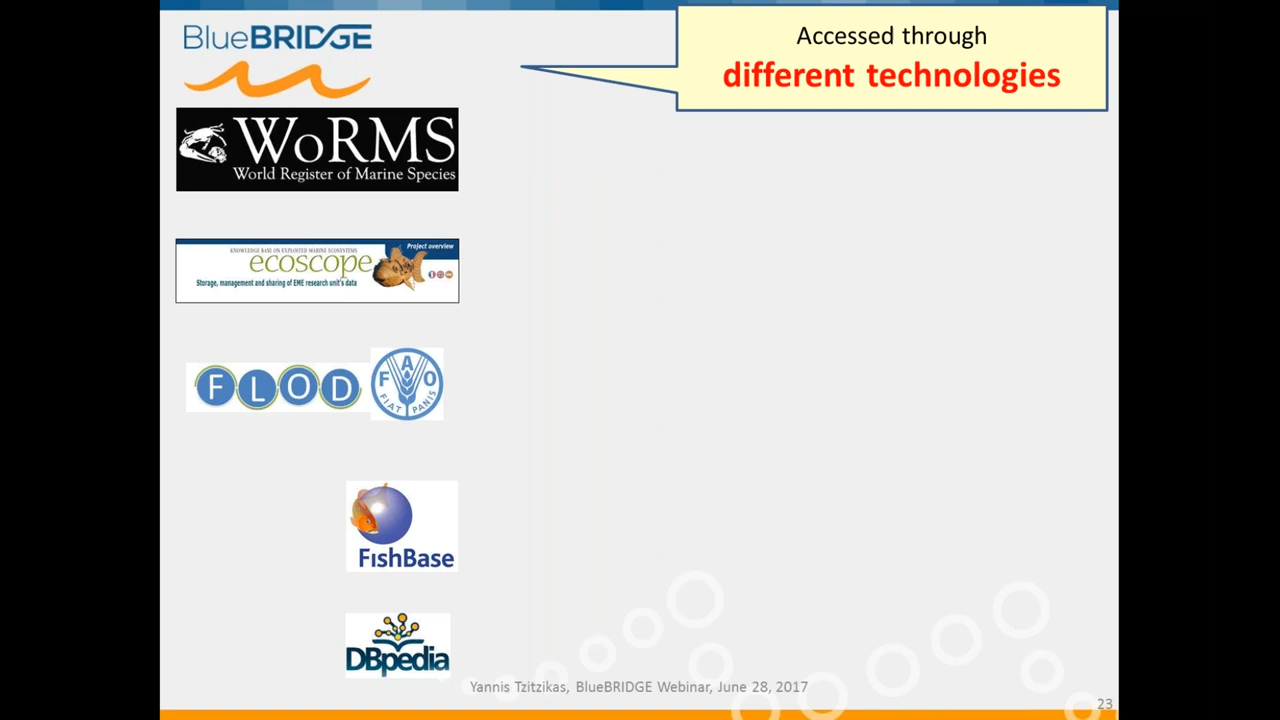 BlueBRIDGE
Accessed through
different technologies
WoRMS
World Register of Marine Species
KNOWLEDGE BASE ON EXPLOITED MARINE ECOSYSTEMS
Project overview
ecoscope
Storage, management and sharing of EME research unit's data
FLOD
FAO
FIAT PANIS
FishBase
DBpedia
Yannis Tzitzikas, BlueBRIDGE Webinar, June 28, 2017
23